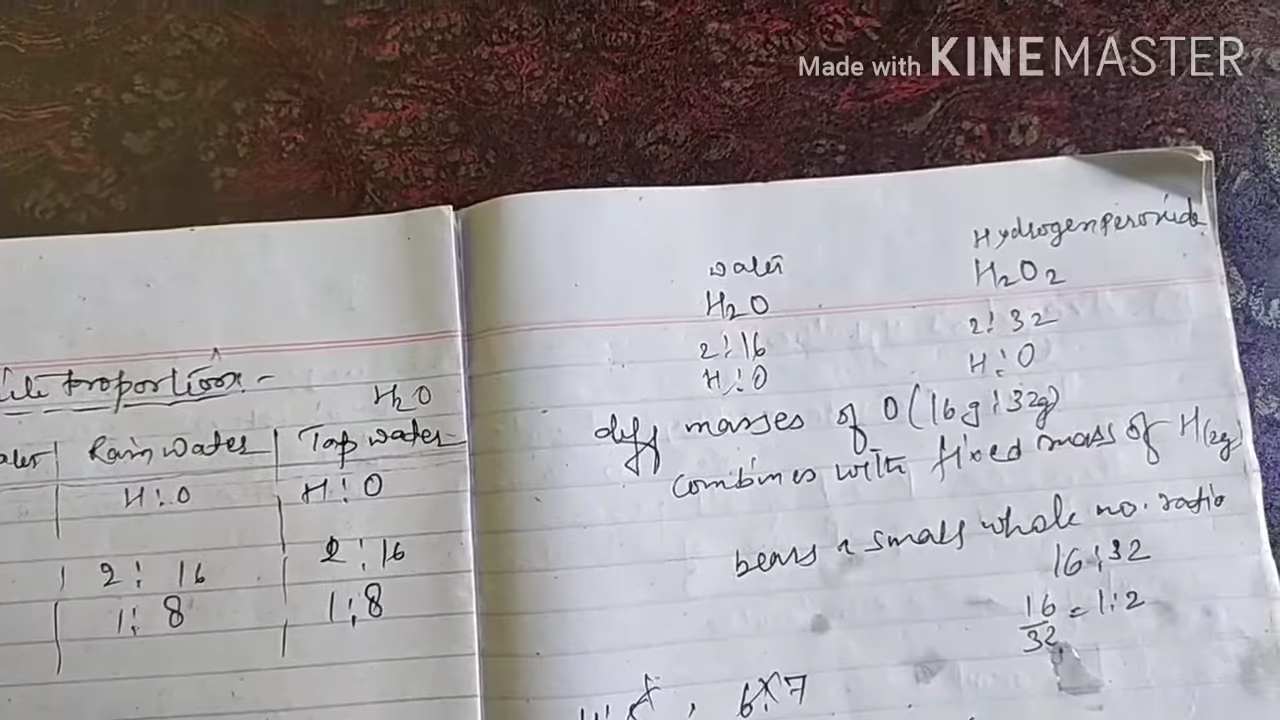 Made with KINEMASTER
proportion -
H2O
Rain water | Tap water
H:O | H:O
2: 16 | 2:16
1: 8 | 1:8
water Hydrogen peroxide
H2O H2O2
2:16 2:32
H:O H:O
diff masses of O (16g:32g)
combines with fixed mass of H(2g)
bears a small whole no. ratio
16:32
16/32 = 1:2